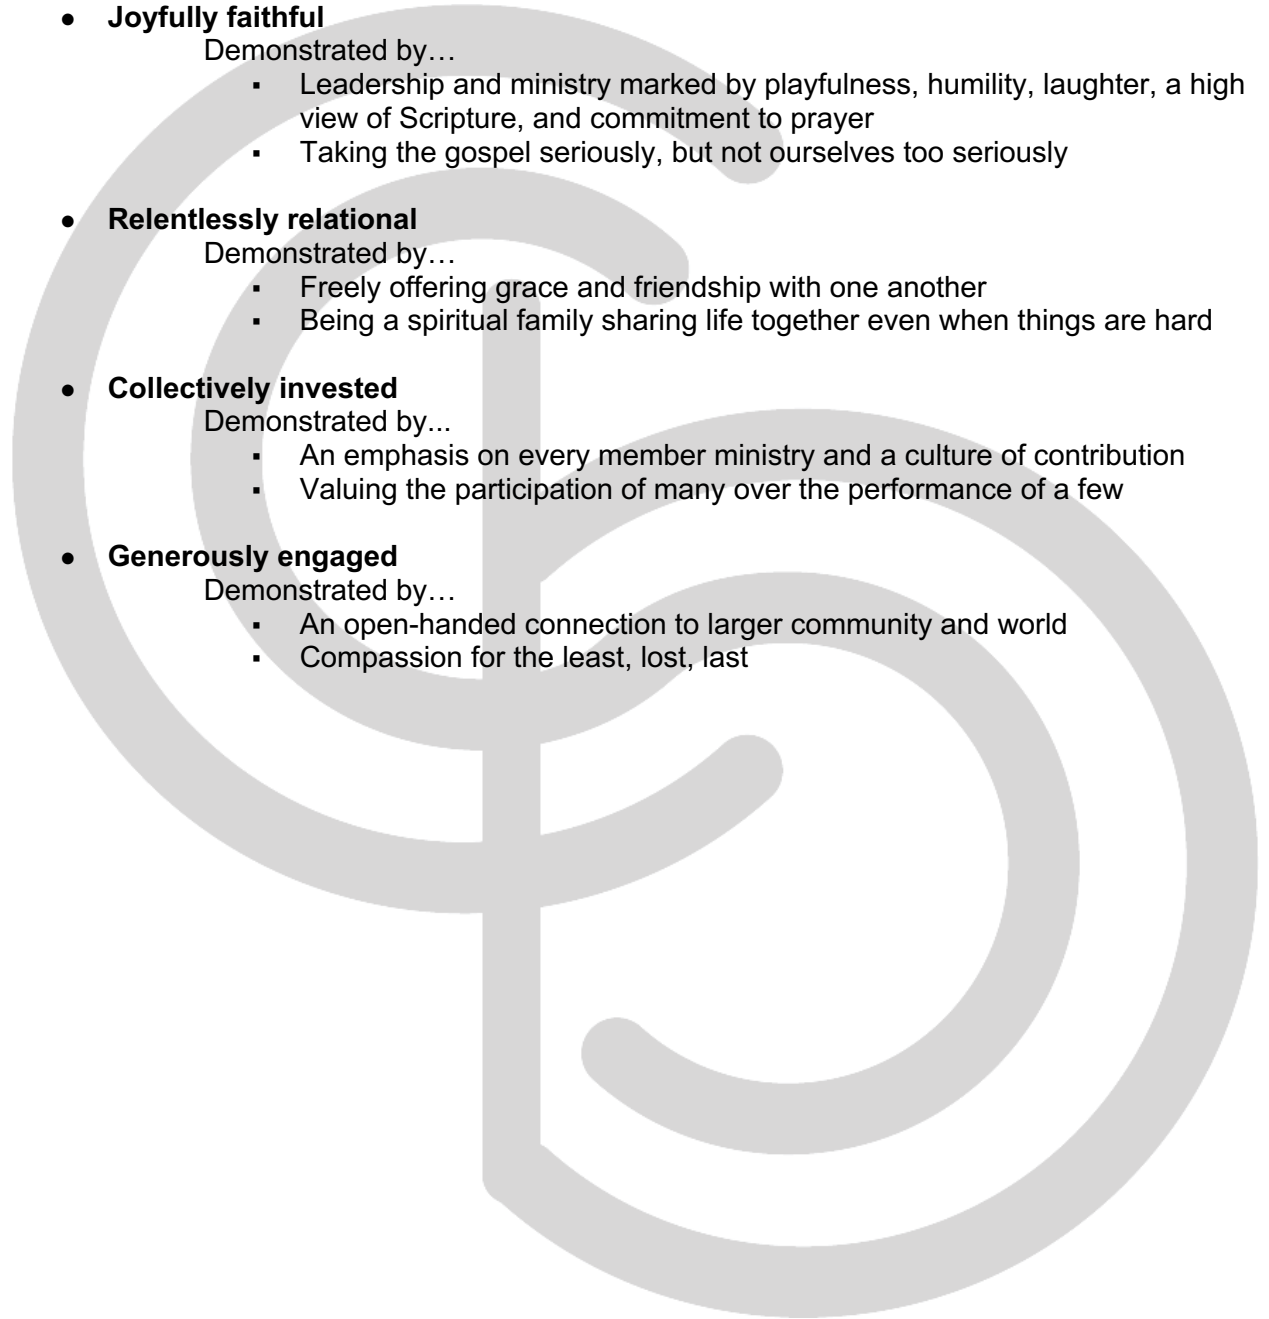 ● Joyfully faithful
Demonstrated by…
▪ Leadership and ministry marked by playfulness, humility, laughter, a high
view of Scripture, and commitment to prayer
▪ Taking the gospel seriously, but not ourselves too seriously
● Relentlessly relational
Demonstrated by…
▪ Freely offering grace and friendship with one another
▪ Being a spiritual family sharing life together even when things are hard
● Collectively invested
Demonstrated by...
▪ An emphasis on every member ministry and a culture of contribution
▪ Valuing the participation of many over the performance of a few
● Generously engaged
Demonstrated by…
▪ An open-handed connection to larger community and world
▪ Compassion for the least, lost, last